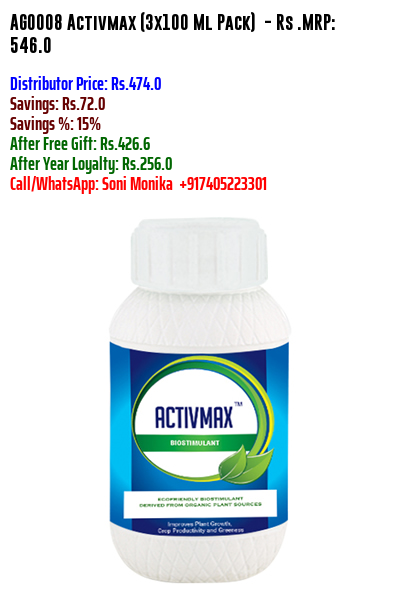 AG0008 Activmax (3x100 Ml Pack) - Rs .MRP:
546.0
Distributor Price: Rs.474.0
Savings: Rs.72.0
Savings %: 15%
After Free Gift: Rs.426.6
After Year Loyalty: Rs.256.0
Call/WhatsApp: Soni Monika +917405223301
ACTIVMAX™
BIOSTIMULANT
ECOFRIENDLY BIOSTIMULANT
DERIVED FROM ORGANIC PLANT SOURCES
Improves Plant Growth,
Crop Productivity and Greeness